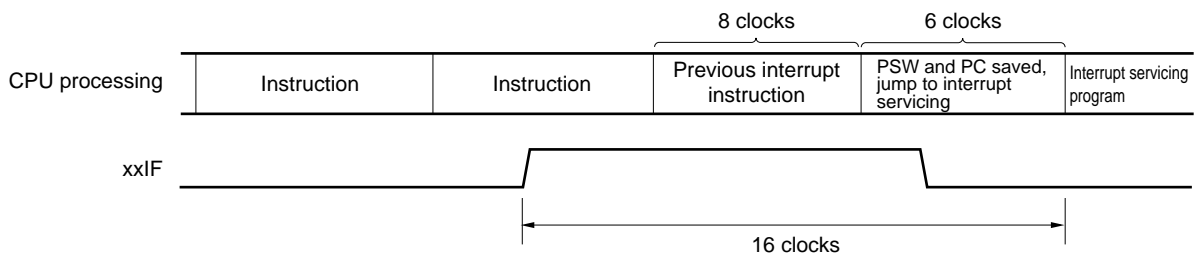 8 clocks
6 clocks
CPU processing
Instruction
Instruction
Previous interrupt
instruction
PSW and PC saved,
jump to interrupt
servicing
Interrupt servicing
program
xxIF
16 clocks